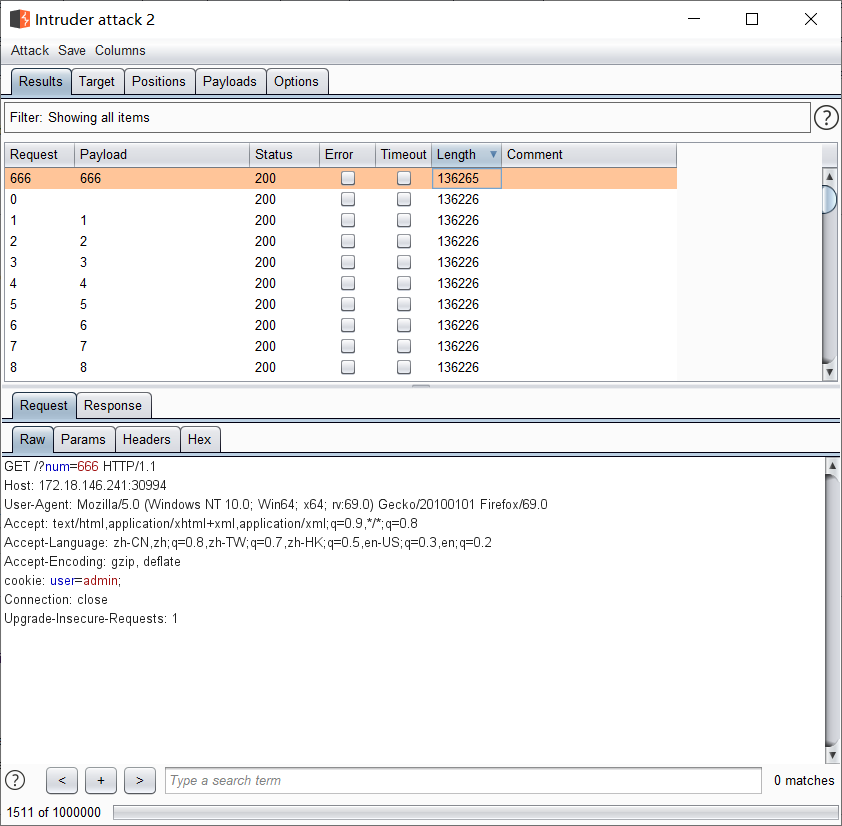 Intruder attack 2
Attack Save Columns
Results Target Positions Payloads Options
Filter: Showing all items ?
Request Payload Status Error Timeout Length Comment
666 666 200 136265
0 200 136226
1 1 200 136226
2 2 200 136226
3 3 200 136226
4 4 200 136226
5 5 200 136226
6 6 200 136226
7 7 200 136226
8 8 200 136226
Request Response
Raw Params Headers Hex
GET /?num=666 HTTP/1.1
Host: 172.18.146.241:30994
User-Agent: Mozilla/5.0 (Windows NT 10.0; Win64; x64; rv:69.0) Gecko/20100101 Firefox/69.0
Accept: text/html,application/xhtml+xml,application/xml;q=0.9,*/*;q=0.8
Accept-Language: zh-CN,zh;q=0.8,zh-TW;q=0.7,zh-HK;q=0.5,en-US;q=0.3,en;q=0.2
Accept-Encoding: gzip, deflate
cookie: user=admin;
Connection: close
Upgrade-Insecure-Requests: 1
? < + > Type a search term 0 matches
1511 of 1000000